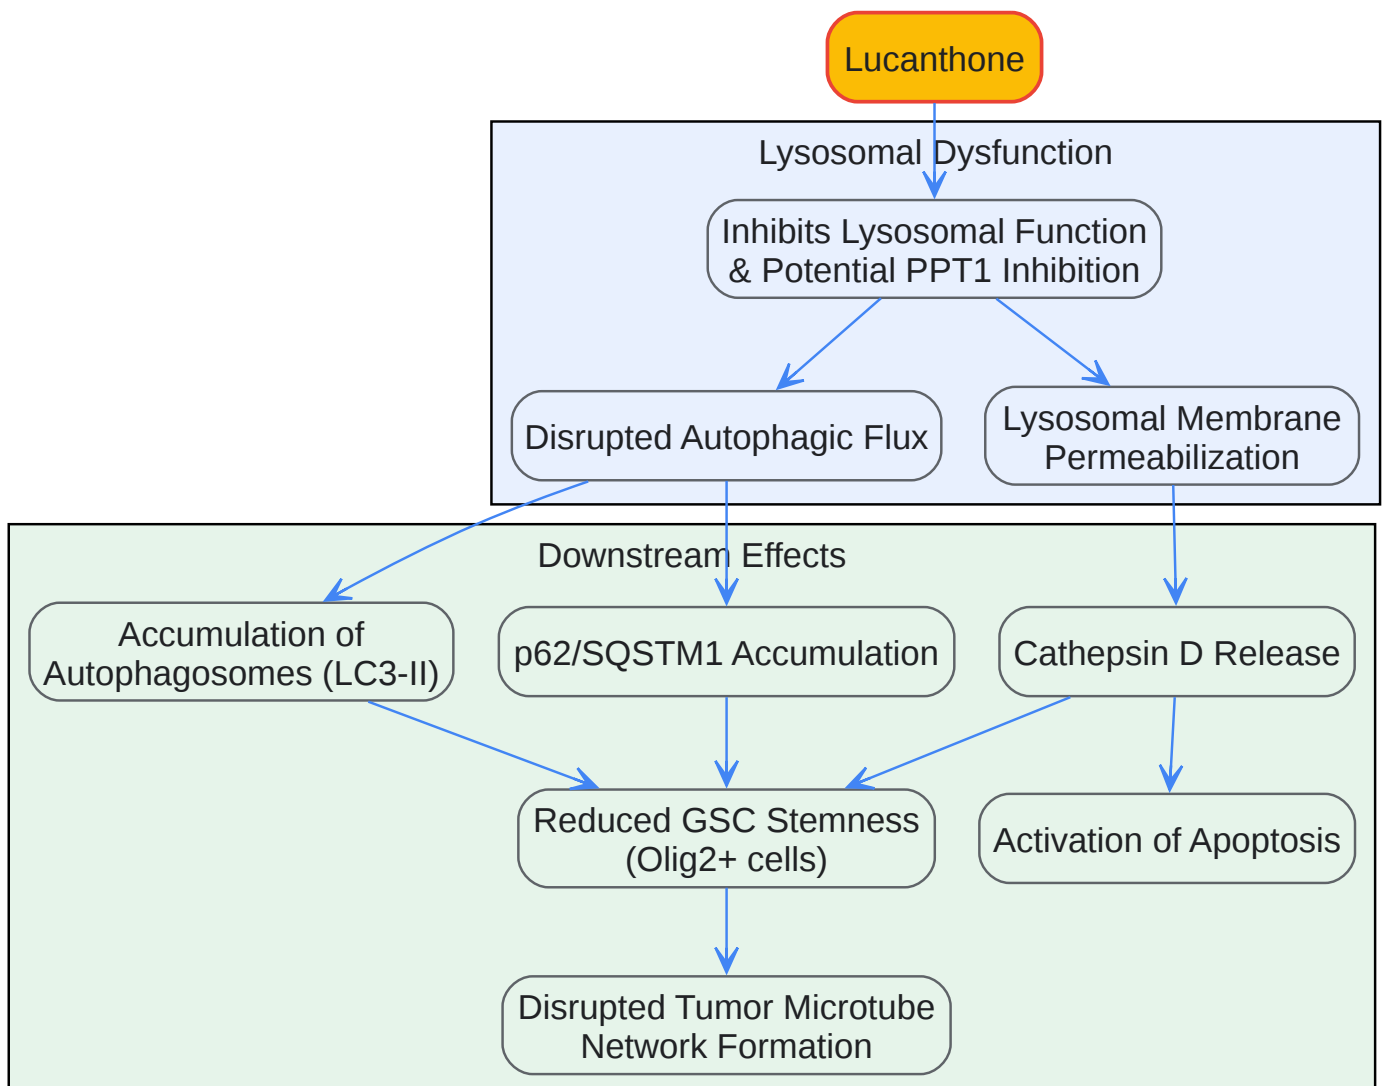 Lucanthone
Lysosomal Dysfunction
Inhibits Lysosomal Function
& Potential PPT1 Inhibition
Disrupted Autophagic Flux
Lysosomal Membrane
Permeabilization
Downstream Effects
Accumulation of
Autophagosomes (LC3-II)
p62/SQSTM1 Accumulation
Cathepsin D Release
Reduced GSC Stemness
(Olig2+ cells)
Activation of Apoptosis
Disrupted Tumor Microtube
Network Formation